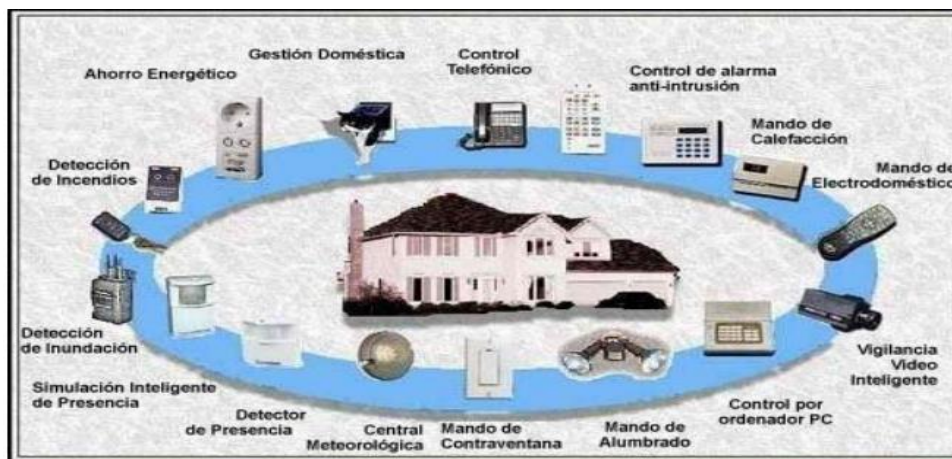 Gestión Doméstica
Control
Telefónico
Ahorro Energético
Control de alarma
anti-intrusión
Mando de
Calefacción
Detección
de Incendios
Mando de
Electrodoméstico
Detección
de Inundación
Vigilancia
Video
Inteligente
Simulación Inteligente
de Presencia
Detector
de Presencia
Central
Meteorológica
Mando de
Contraventana
Mando de
Alumbrado
Control por
ordenador PC